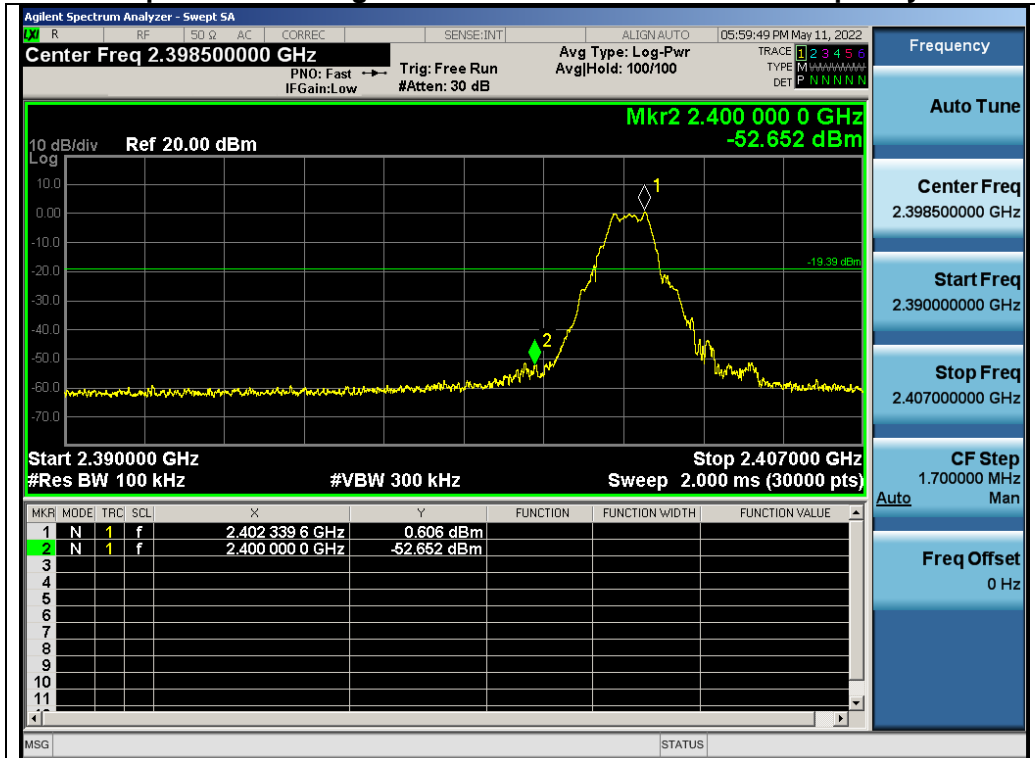 Agilent Spectrum Analyzer - Swept SA
LXI R RF 50 Ω AC CORREC SENSE:INT ALIGN AUTO 05:59:49 PM May 11, 2022
Center Freq 2.398500000 GHz
PNO: Fast
IFGain:Low
Trig: Free Run
#Atten: 30 dB
Avg Type: Log-Pwr
Avg|Hold: 100/100
TRACE 1 2 3 4 5 6
TYPE M WWWWW
DET P N N N N N
Mkr2 2.400 000 0 GHz
-52.652 dBm
10 dB/div Ref 20.00 dBm
Log
10.0
0.00
-10.0
-20.0
-30.0
-40.0
-50.0
-60.0
-70.0
1
-19.39 dBm
2
Start 2.390000 GHz
Stop 2.407000 GHz
#Res BW 100 kHz
#VBW 300 kHz
Sweep 2.000 ms (30000 pts)
MKR MODE TRC SCL X Y FUNCTION FUNCTION WIDTH FUNCTION VALUE
1 N 1 f 2.402 339 6 GHz 0.606 dBm
2 N 1 f 2.400 000 0 GHz -52.652 dBm
3
4
5
6
7
8
9
10
11
MSG
STATUS
Frequency
Auto Tune
Center Freq
2.398500000 GHz
Start Freq
2.390000000 GHz
Stop Freq
2.407000000 GHz
CF Step
1.700000 MHz
Auto Man
Freq Offset
0 Hz